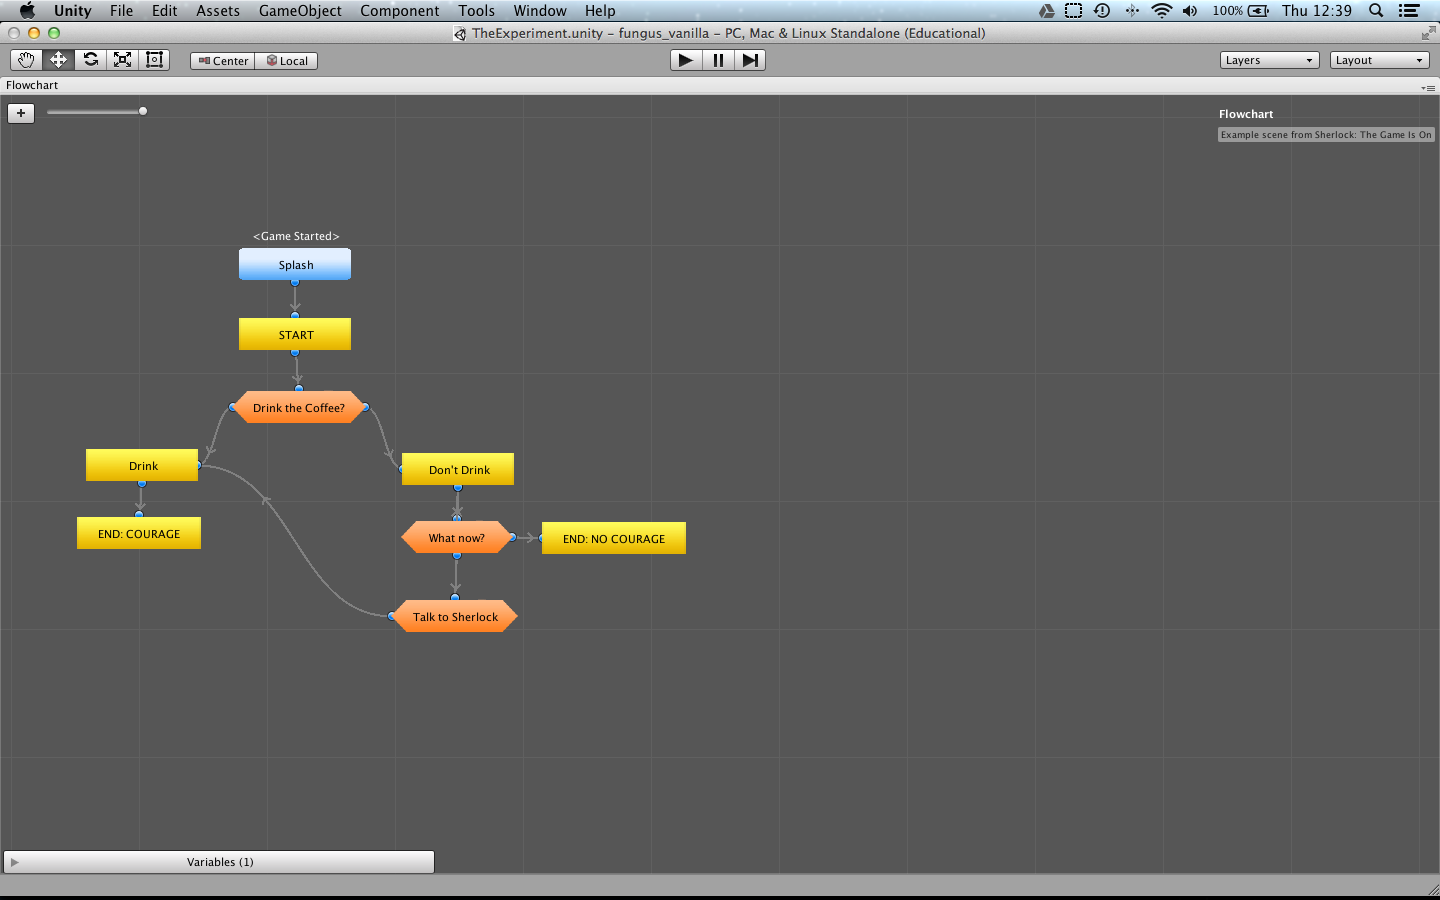 Unity File Edit Assets GameObject Component Tools Window Help 100% Thu 12:39
TheExperiment.unity – fungus_vanilla – PC, Mac & Linux Standalone (Educational)
Center Local Layers Layout
Flowchart
+
Flowchart
Example scene from Sherlock: The Game Is On
<Game Started>
Splash
START
Drink the Coffee?
Drink
Don't Drink
END: COURAGE
What now?
END: NO COURAGE
Talk to Sherlock
Variables (1)